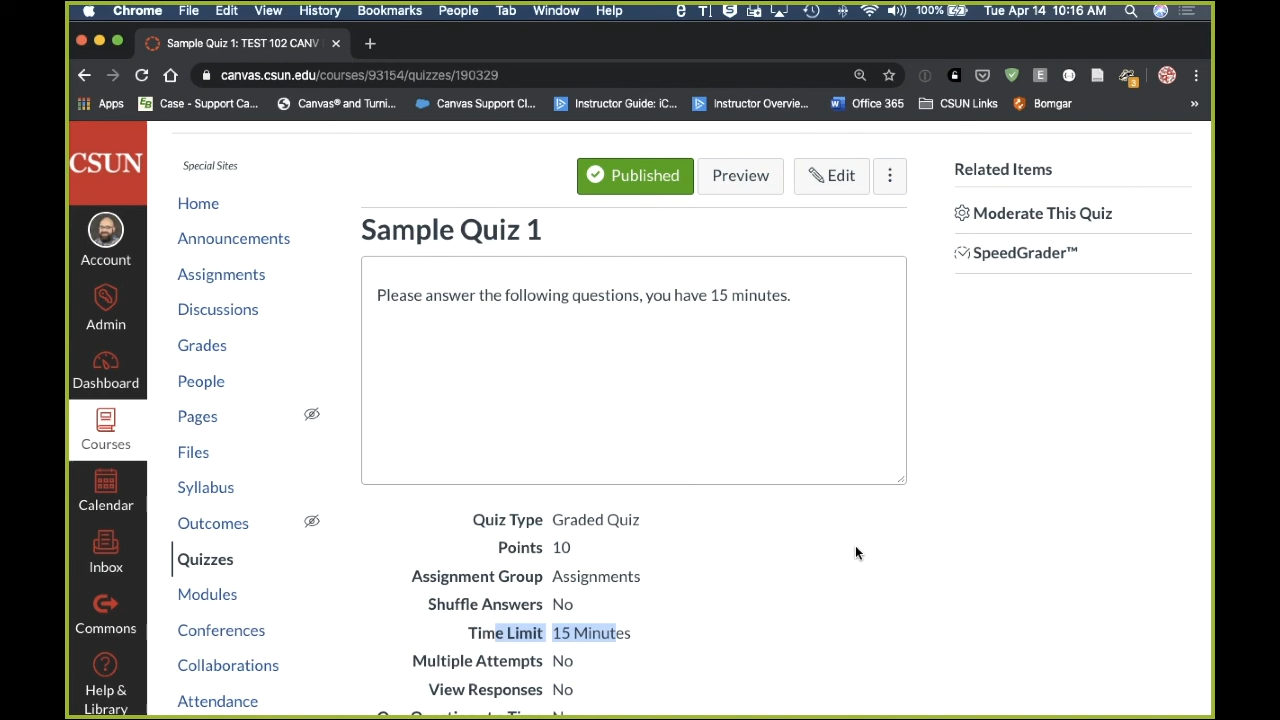 Chrome File Edit View History Bookmarks People Tab Window Help 100% Tue Apr 14 10:16 AM
Sample Quiz 1: TEST 102 CANV
canvas.csun.edu/courses/93154/quizzes/190329
3
Apps Case - Support Ca... Canvas® and Turni... Canvas Support Cl... Instructor Guide: iC... Instructor Overvie... Office 365 CSUN Links Bomgar »
CSUN
Account
Admin
Dashboard
Courses
Calendar
Inbox
Commons
Help &
Library
Special Sites
Home
Announcements
Assignments
Discussions
Grades
People
Pages
Files
Syllabus
Outcomes
Quizzes
Modules
Conferences
Collaborations
Attendance
Published Preview Edit
Sample Quiz 1
Please answer the following questions, you have 15 minutes.
Quiz Type Graded Quiz
Points 10
Assignment Group Assignments
Shuffle Answers No
Time Limit 15 Minutes
Multiple Attempts No
View Responses No
Related Items
Moderate This Quiz
SpeedGrader™